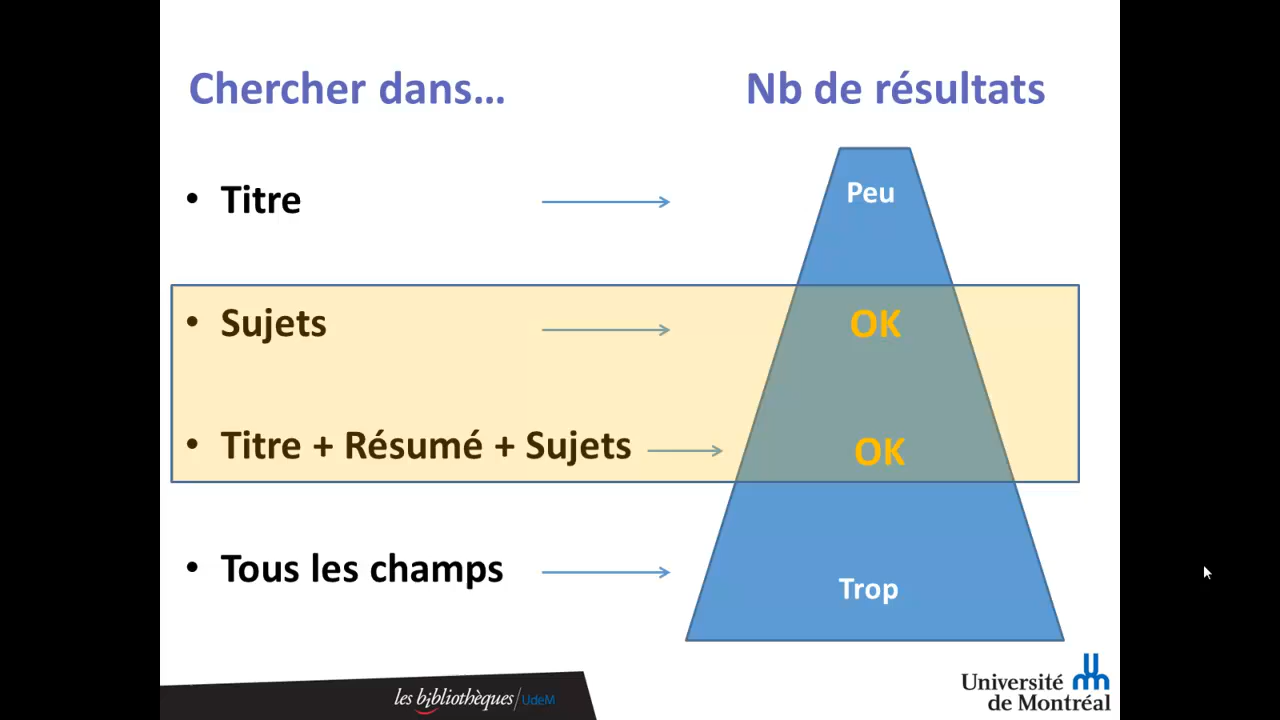 Chercher dans...
Nb de résultats
• Titre
Peu
• Sujets
OK
• Titre + Résumé + Sujets
OK
• Tous les champs
Trop
les bibliothèques/UdeM
Université
de Montréal